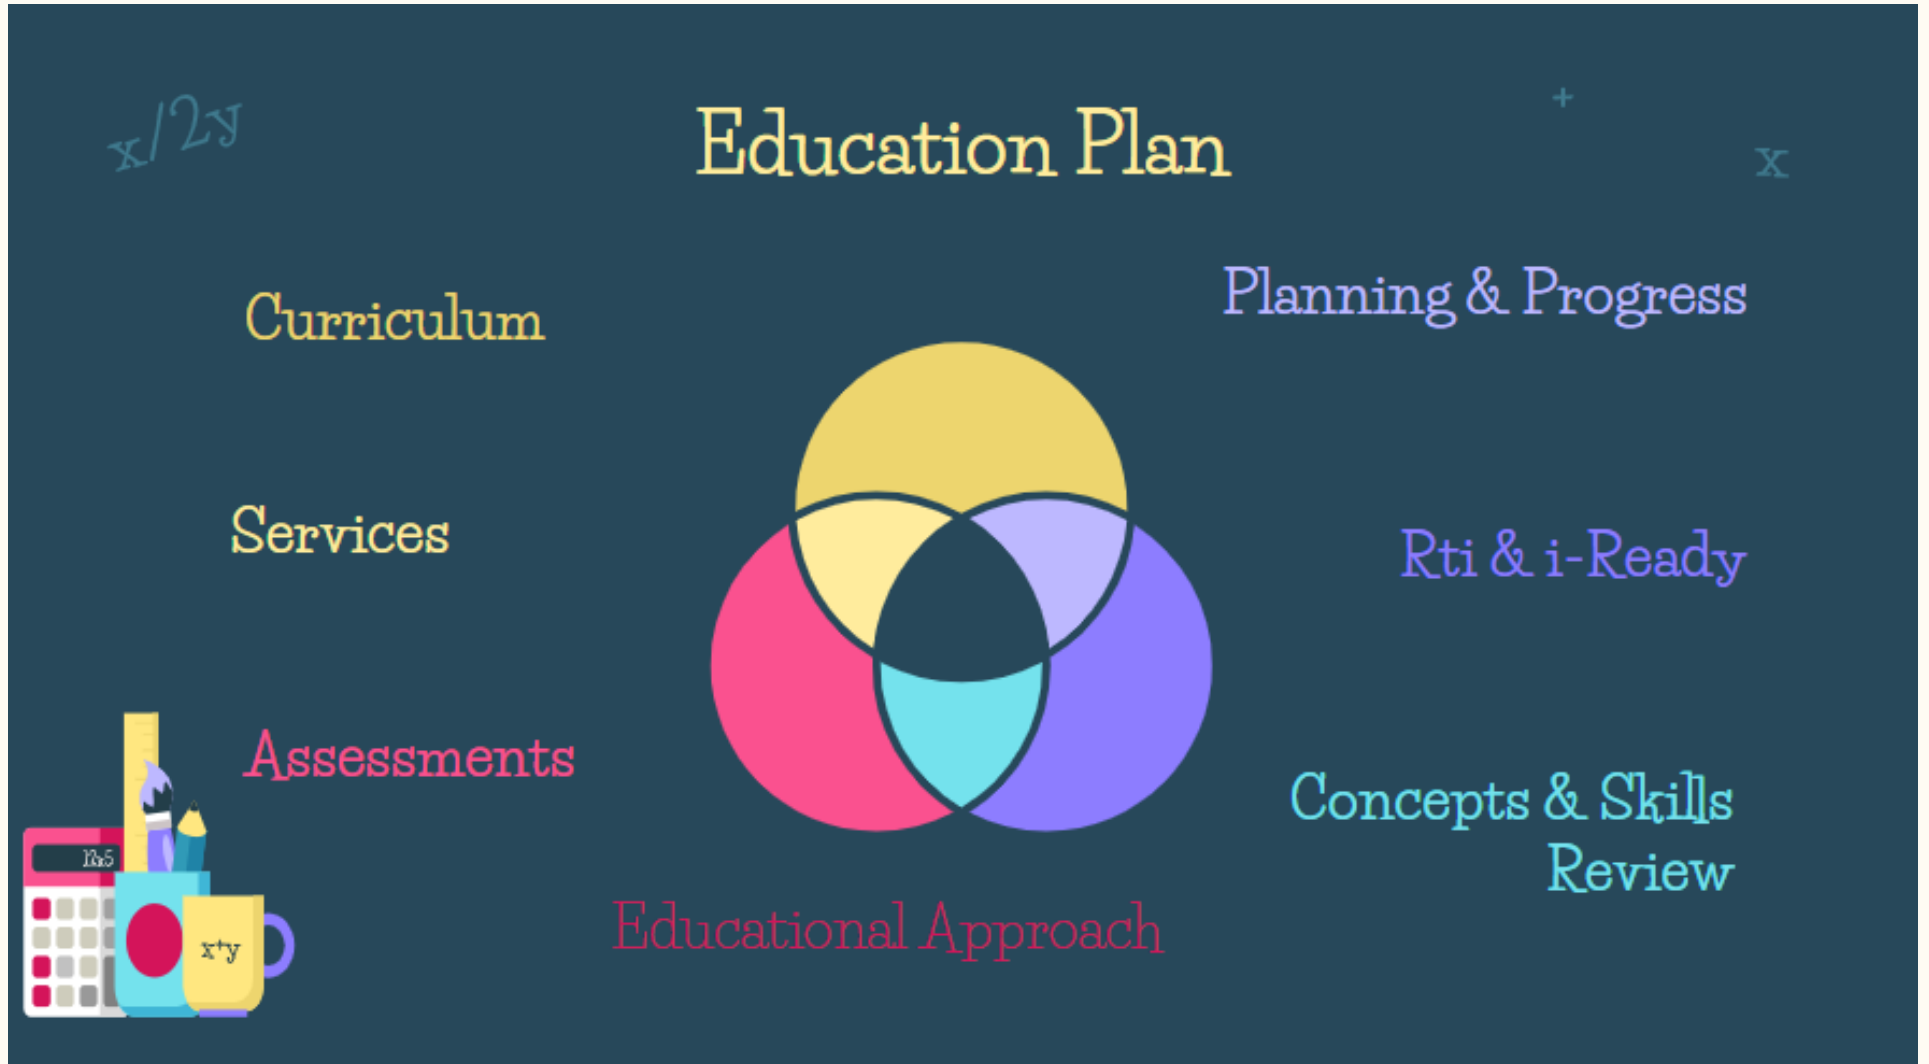 x/2y
Education Plan
+
x
Curriculum
Planning & Progress
Services
Rti & i-Ready
Assessments
Concepts & Skills
Review
Educational Approach
x+y